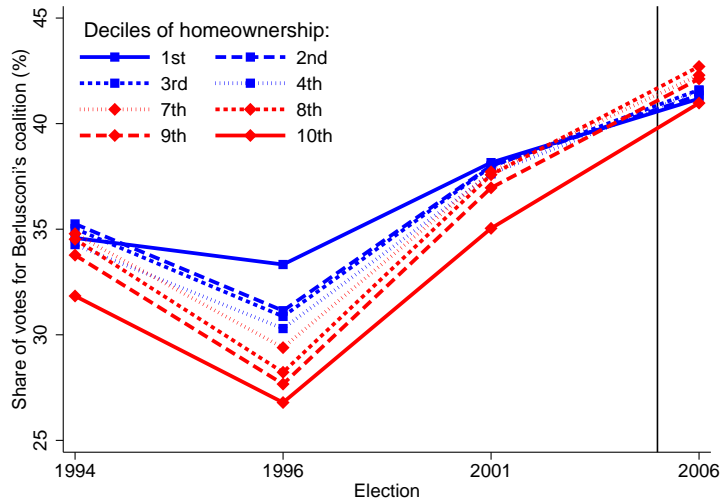 45
40
35
30
25
Share of votes for Berlusconi's coalition (%)
Deciles of homeownership:
1st 2nd
3rd 4th
7th 8th
9th 10th
1994 1996 2001 2006
Election